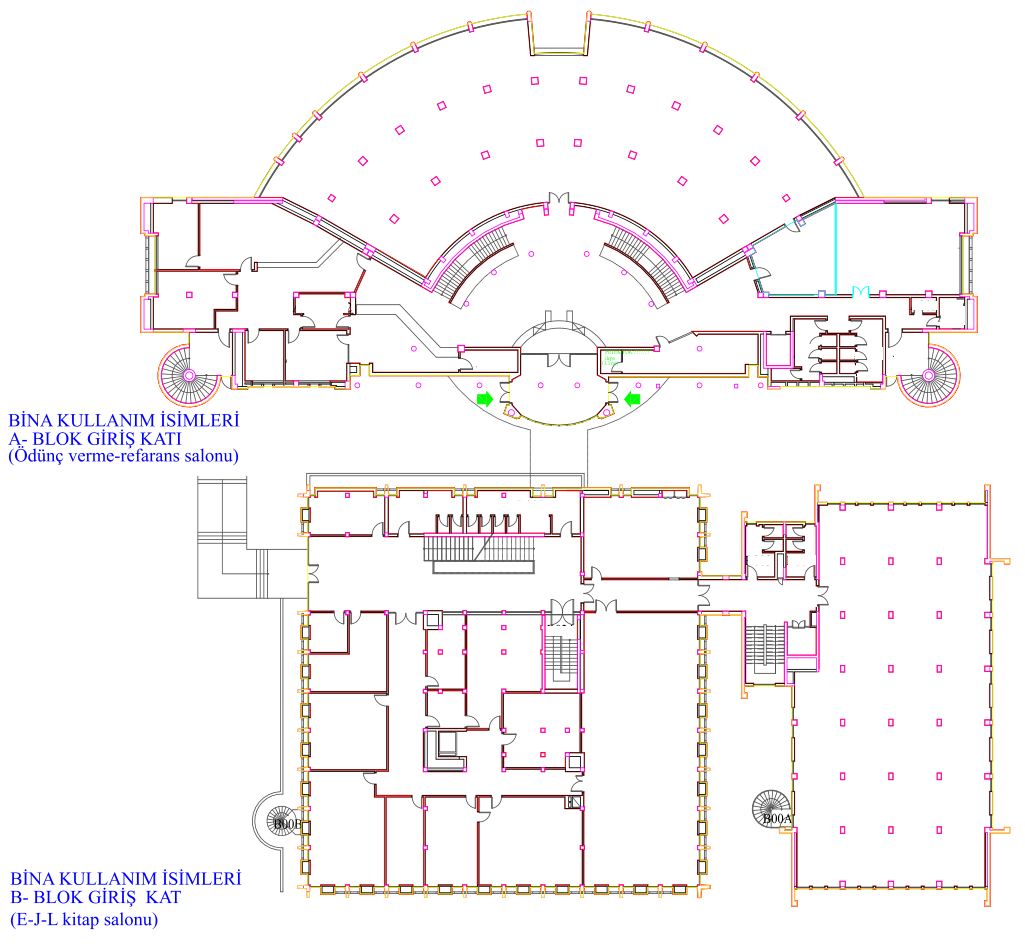 BİNA KULLANIM İSİMLERİ
A- BLOK GİRİŞ KATI
(Ödünç verme-refarans salonu)
B00B
B00A
BİNA KULLANIM İSİMLERİ
B- BLOK GİRİŞ KAT
(E-J-L kitap salonu)